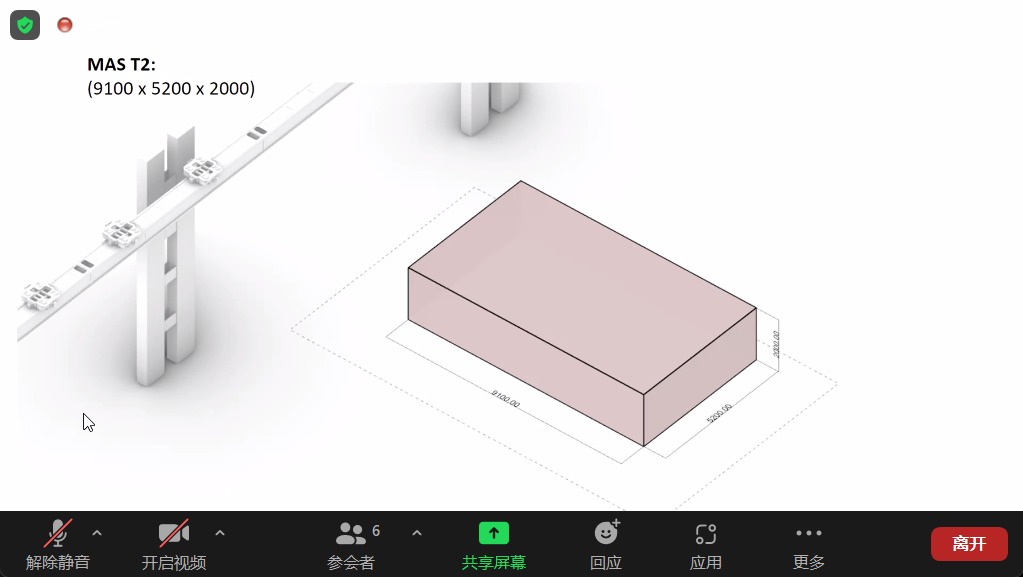 MAS T2:
(9100 x 5200 x 2000)
2000.00
9100.00
5200.00
6
解除静音
开启视频
参会者
共享屏幕
回应
应用
更多
离开